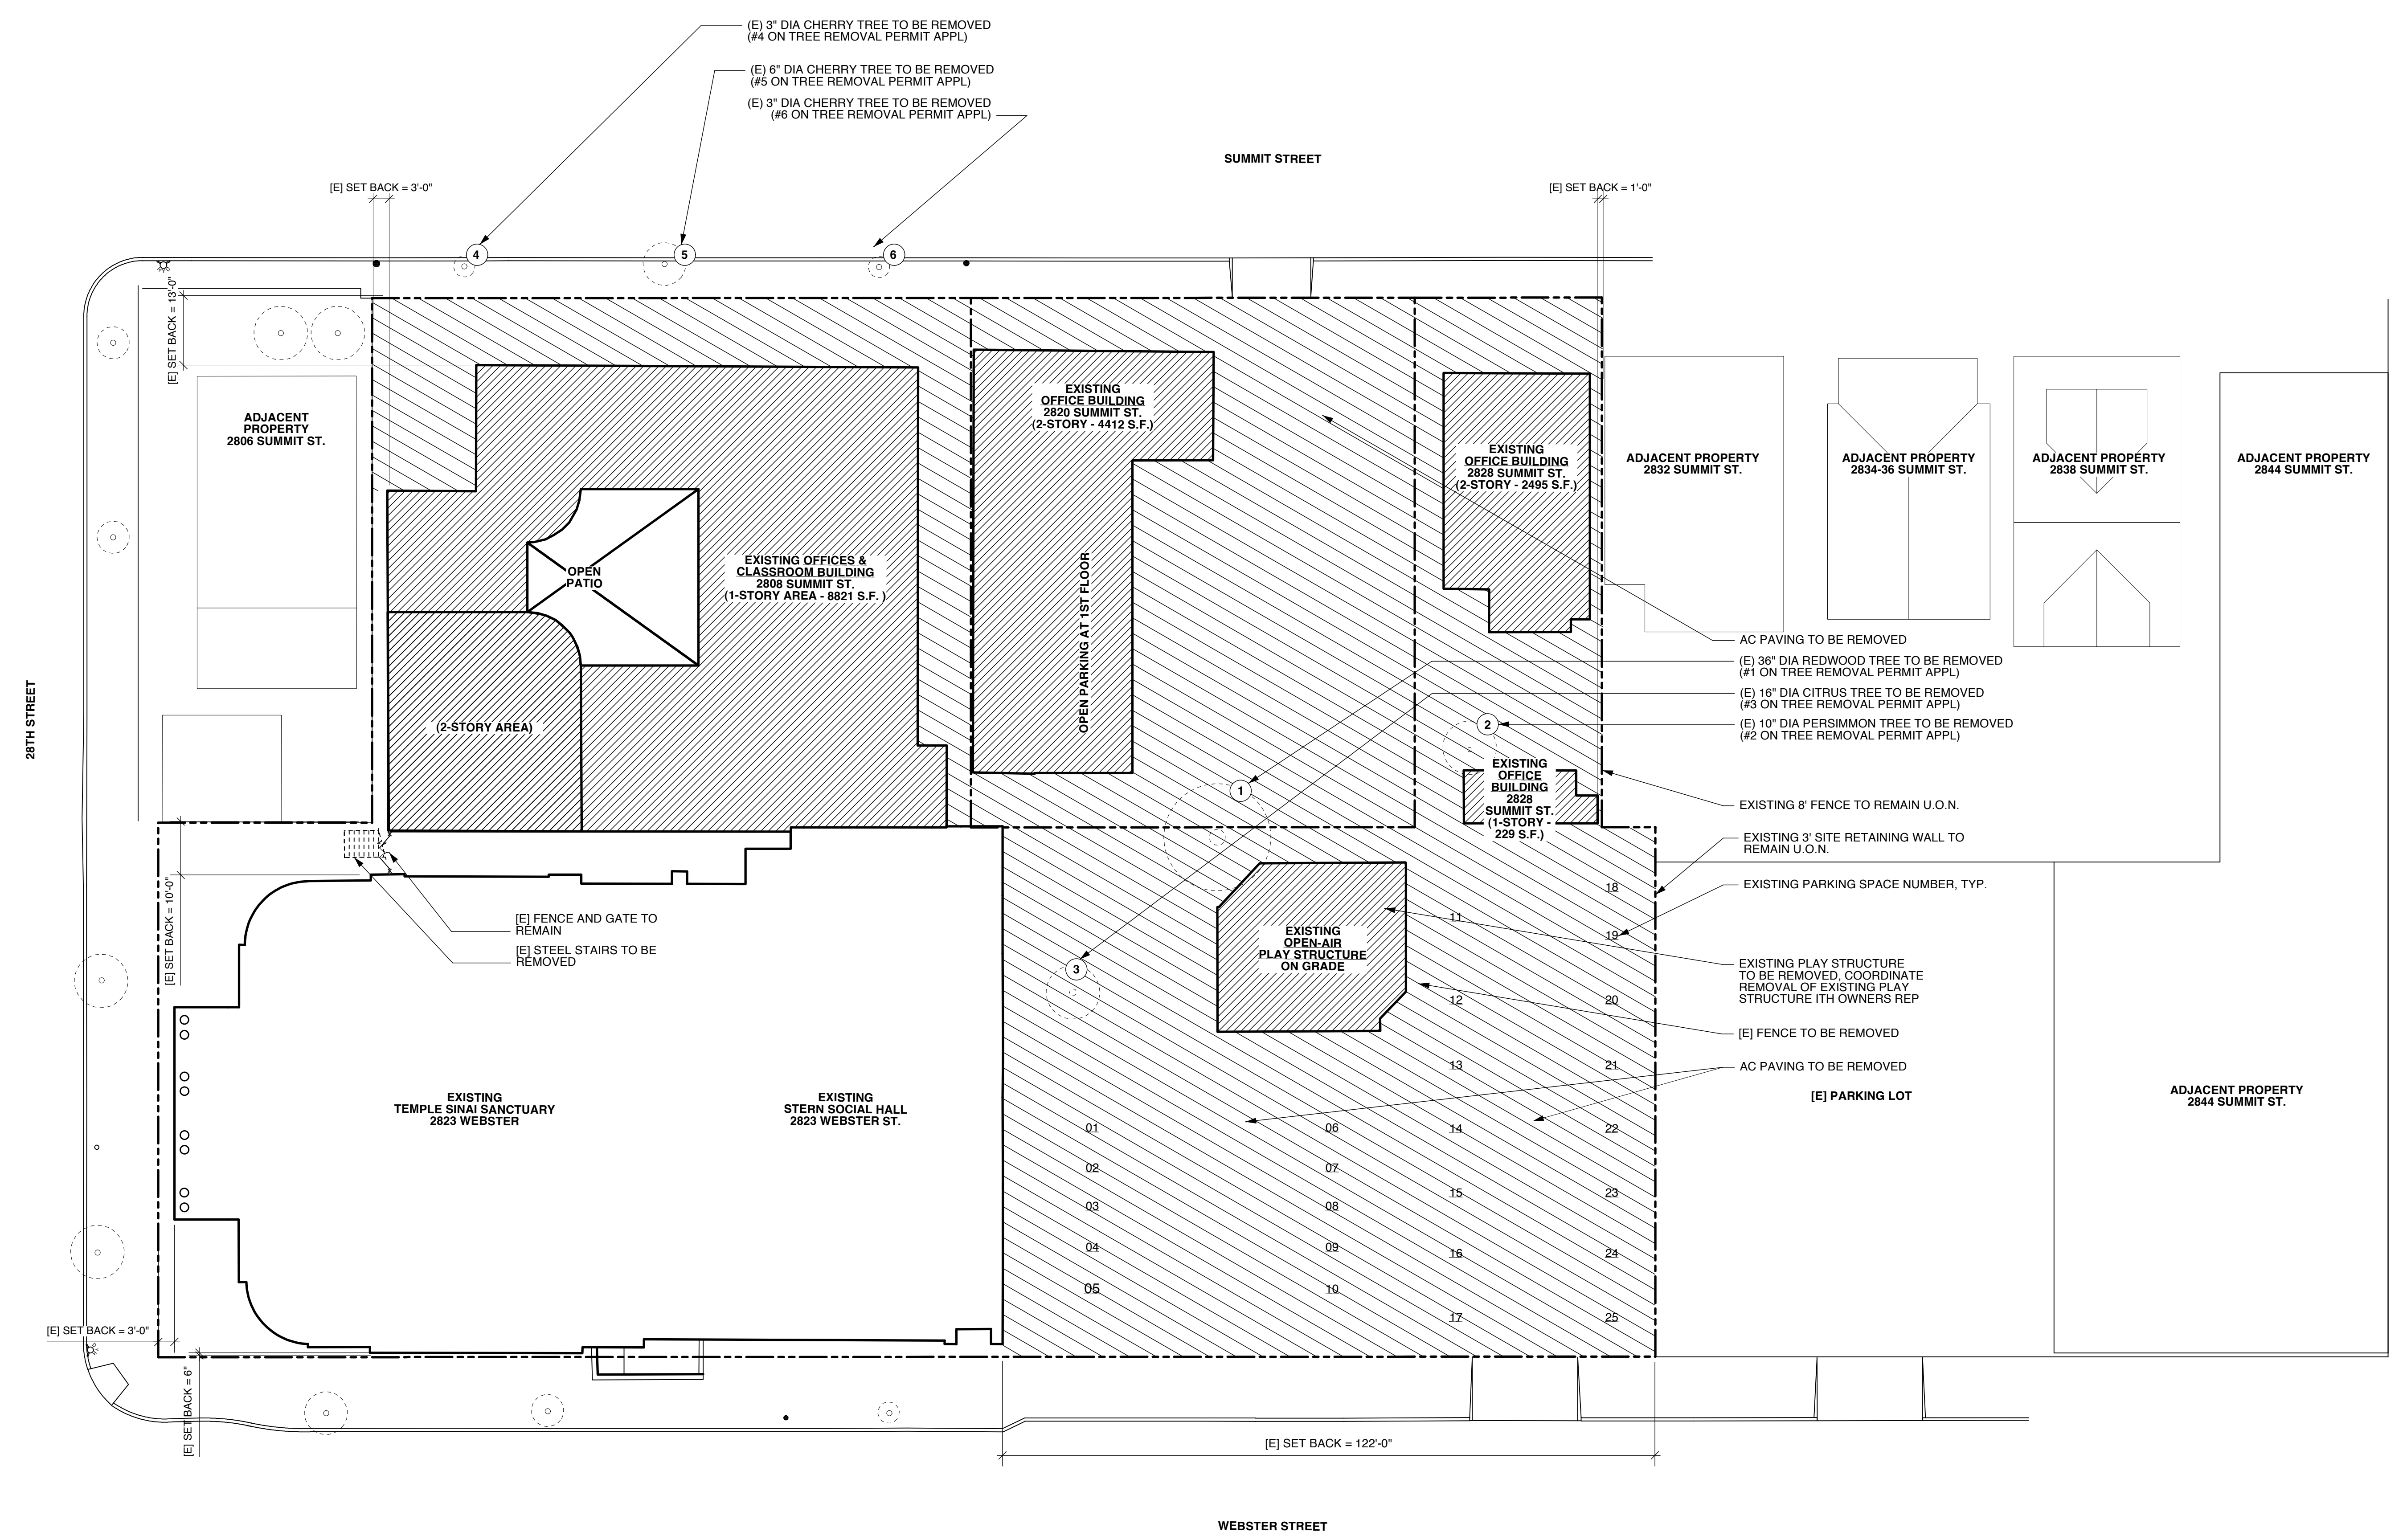 (E) 3" DIA CHERRY TREE TO BE REMOVED
(#4 ON TREE REMOVAL PERMIT APPL)
(E) 6" DIA CHERRY TREE TO BE REMOVED
(#5 ON TREE REMOVAL PERMIT APPL)
(E) 3" DIA CHERRY TREE TO BE REMOVED
(#6 ON TREE REMOVAL PERMIT APPL)
SUMMIT STREET
[E] SET BACK = 3'-0"
[E] SET BACK = 1'-0"
4
5
6
[E] SET BACK = 13'-0"
ADJACENT
PROPERTY
2806 SUMMIT ST.
EXISTING
OFFICE BUILDING
2820 SUMMIT ST.
(2-STORY - 4412 S.F.)
EXISTING
OFFICE BUILDING
2828 SUMMIT ST.
(2-STORY - 2495 S.F.)
ADJACENT PROPERTY
2832 SUMMIT ST.
ADJACENT PROPERTY
2834-36 SUMMIT ST.
ADJACENT PROPERTY
2838 SUMMIT ST.
ADJACENT PROPERTY
2844 SUMMIT ST.
OPEN
PATIO
EXISTING OFFICES &
CLASSROOM BUILDING
2808 SUMMIT ST.
(1-STORY AREA - 8821 S.F. )
OPEN PARKING AT 1ST FLOOR
(2-STORY AREA)
28TH STREET
AC PAVING TO BE REMOVED
(E) 36" DIA REDWOOD TREE TO BE REMOVED
(#1 ON TREE REMOVAL PERMIT APPL)
(E) 16" DIA CITRUS TREE TO BE REMOVED
(#3 ON TREE REMOVAL PERMIT APPL)
(E) 10" DIA PERSIMMON TREE TO BE REMOVED
(#2 ON TREE REMOVAL PERMIT APPL)
2
1
EXISTING
OFFICE
BUILDING
2828
SUMMIT ST.
(1-STORY -
229 S.F.)
EXISTING 8' FENCE TO REMAIN U.O.N.
EXISTING 3' SITE RETAINING WALL TO
REMAIN U.O.N.
EXISTING PARKING SPACE NUMBER, TYP.
[E] SET BACK = 10'-0"
[E] FENCE AND GATE TO
REMAIN
[E] STEEL STAIRS TO BE
REMOVED
3
EXISTING
OPEN-AIR
PLAY STRUCTURE
ON GRADE
EXISTING PLAY STRUCTURE
TO BE REMOVED, COORDINATE
REMOVAL OF EXISTING PLAY
STRUCTURE ITH OWNERS REP
[E] FENCE TO BE REMOVED
AC PAVING TO BE REMOVED
[E] PARKING LOT
ADJACENT PROPERTY
2844 SUMMIT ST.
EXISTING
TEMPLE SINAI SANCTUARY
2823 WEBSTER
EXISTING
STERN SOCIAL HALL
2823 WEBSTER ST.
01
02
03
04
05
06
07
08
09
10
11
12
13
14
15
16
17
18
19
20
21
22
23
24
25
[E] SET BACK = 3'-0"
[E] SET BACK = 6"
[E] SET BACK = 122'-0"
WEBSTER STREET